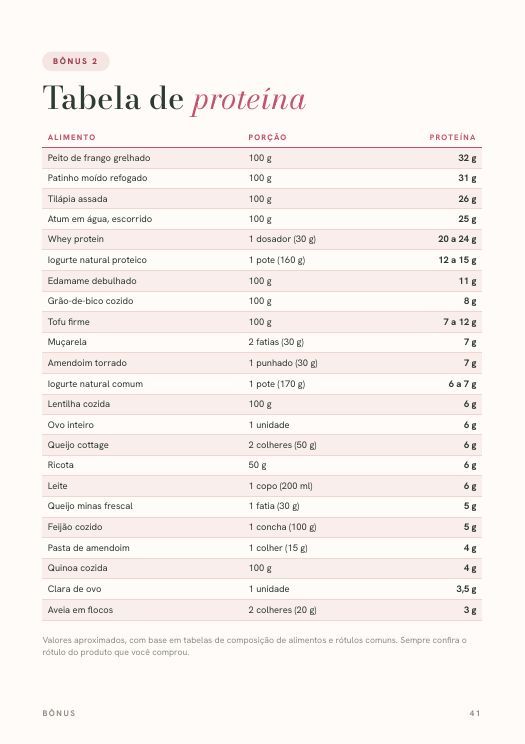 BÔNUS 2
Tabela de proteína
ALIMENTO PORÇÃO PROTEÍNA
Peito de frango grelhado 100 g 32 g
Patinho moído refogado 100 g 31 g
Tilápia assada 100 g 26 g
Atum em água, escorrido 100 g 25 g
Whey protein 1 dosador (30 g) 20 a 24 g
Iogurte natural proteico 1 pote (160 g) 12 a 15 g
Edamame debulhado 100 g 11 g
Grão-de-bico cozido 100 g 8 g
Tofu firme 100 g 7 a 12 g
Muçarela 2 fatias (30 g) 7 g
Amendoim torrado 1 punhado (30 g) 7 g
Iogurte natural comum 1 pote (170 g) 6 a 7 g
Lentilha cozida 100 g 6 g
Ovo inteiro 1 unidade 6 g
Queijo cottage 2 colheres (50 g) 6 g
Ricota 50 g 6 g
Leite 1 copo (200 ml) 6 g
Queijo minas frescal 1 fatia (30 g) 5 g
Feijão cozido 1 concha (100 g) 5 g
Pasta de amendoim 1 colher (15 g) 4 g
Quinoa cozida 100 g 4 g
Clara de ovo 1 unidade 3,5 g
Aveia em flocos 2 colheres (20 g) 3 g
Valores aproximados, com base em tabelas de composição de alimentos e rótulos comuns. Sempre confira o
rótulo do produto que você comprou.
BÔNUS 41